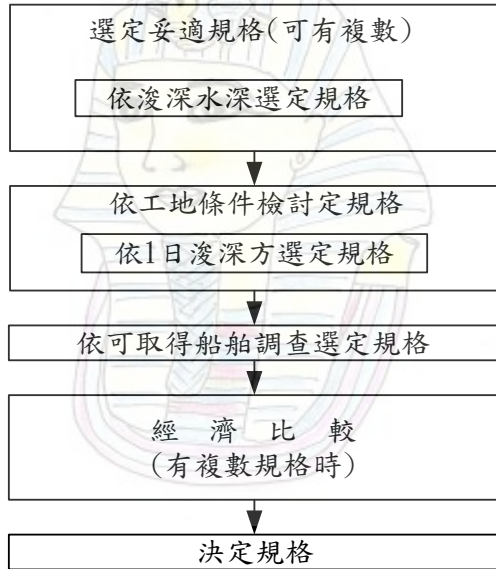 選定妥適規格(可有複數)
依浚深水深選定規格
依工地條件檢討定規格
依1日浚深方選定規格
依可取得船舶調查選定規格
經濟比較
(有複數規格時)
決定規格